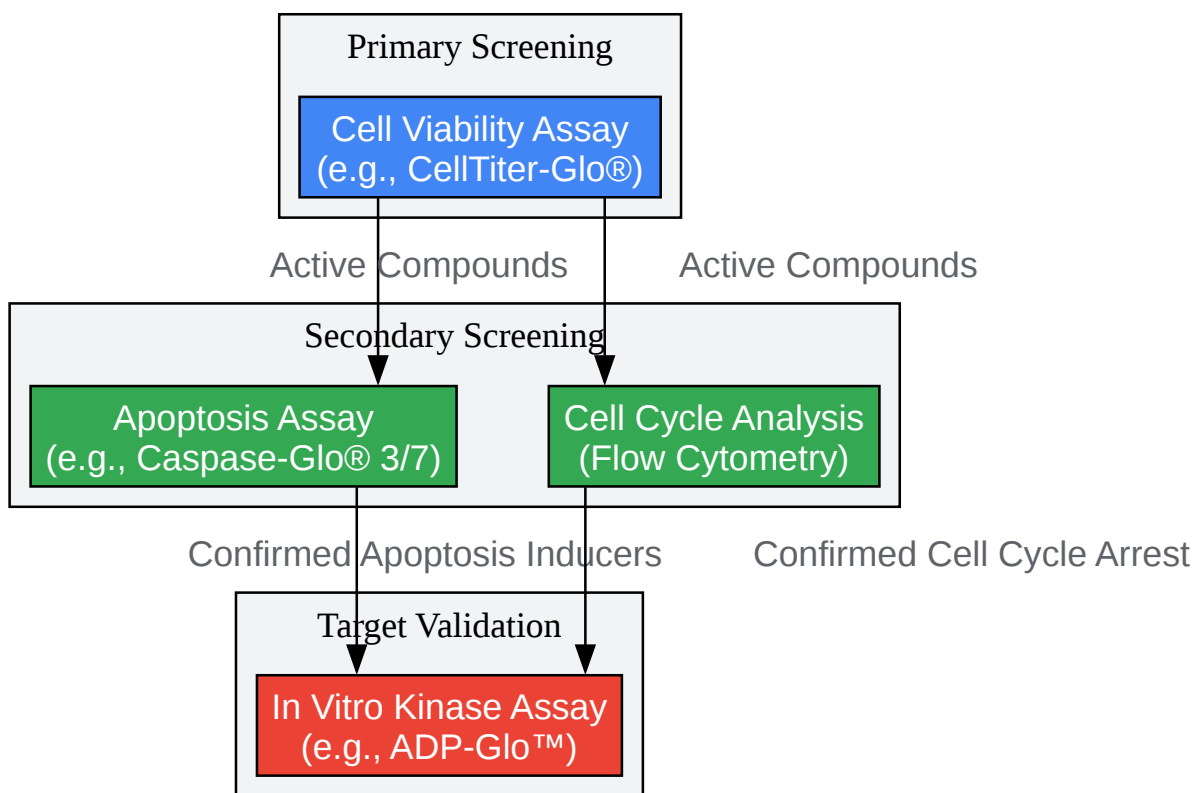 Primary Screening
Cell Viability Assay
(e.g., CellTiter-Glo®)
Active Compounds
Active Compounds
Secondary Screening
Apoptosis Assay
(e.g., Caspase-Glo® 3/7)
Cell Cycle Analysis
(Flow Cytometry)
Confirmed Apoptosis Inducers
Confirmed Cell Cycle Arrest
Target Validation
In Vitro Kinase Assay
(e.g., ADP-Glo™)